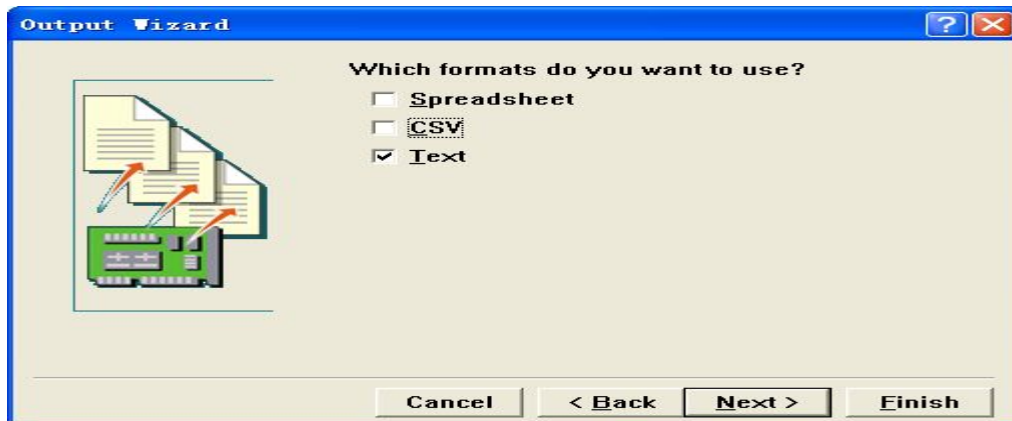 Output Wizard
?
Which formats do you want to use?
Spreadsheet
CSV
Text
Cancel
< Back
Next >
Finish